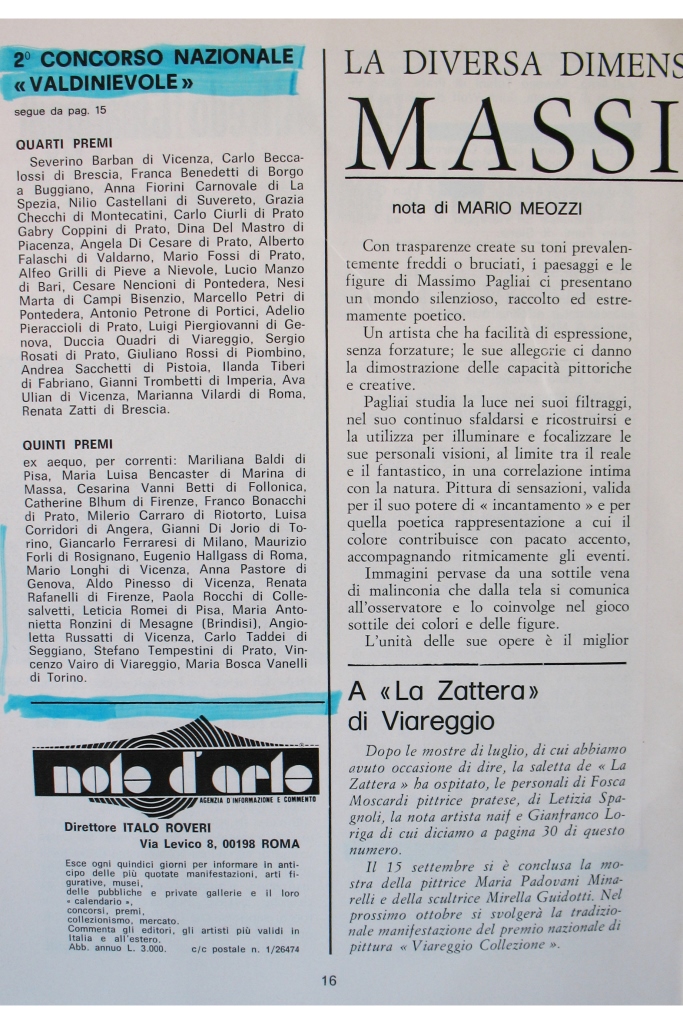 2º CONCORSO NAZIONALE
« VALDINIEVOLE »
segue da pag. 15
QUARTI PREMI
Severino Barban di Vicenza, Carlo Becca-
lossi di Brescia, Franca Benedetti di Borgo
a Buggiano, Anna Fiorini Carnovale di La
Spezia, Nilio Castellani di Suvereto, Grazia
Checchi di Montecatini, Carlo Ciurli di Prato
Gabry Coppini di Prato, Dina Del Mastro di
Piacenza, Angela Di Cesare di Prato, Alberto
Falaschi di Valdarno, Mario Fossi di Prato,
Alfeo Grilli di Pieve a Nievole, Lucio Manzo
di Bari, Cesare Nencioni di Pontedera, Nesi
Marta di Campi Bisenzio, Marcello Petri di
Pontedera, Antonio Petrone di Portici, Adelio
Pieraccioli di Prato, Luigi Piergiovanni di Ge-
nova, Duccia Quadri di Viareggio, Sergio
Rosati di Prato, Giuliano Rossi di Piombino,
Andrea Sacchetti di Pistoia, Ilanda Tiberi
di Fabriano, Gianni Trombetti di Imperia, Ava
Ulian di Vicenza, Marianna Vilardi di Roma,
Renata Zatti di Brescia.
QUINTI PREMI
ex aequo, per correnti: Mariliana Baldi di
Pisa, Maria Luisa Bencaster di Marina di
Massa, Cesarina Vanni Betti di Follonica,
Catherine Blhum di Firenze, Franco Bonacchi
di Prato, Milerio Carraro di Riotorto, Luisa
Corridori di Angera, Gianni Di Jorio di To-
rino, Giancarlo Ferraresi di Milano, Maurizio
Forli di Rosignano, Eugenio Hallgass di Roma,
Mario Longhi di Vicenza, Anna Pastore di
Genova, Aldo Pinesso di Vicenza, Renata
Rafanelli di Firenze, Paola Rocchi di Colle-
salvetti, Leticia Romei di Pisa, Maria Anto-
nietta Ronzini di Mesagne (Brindisi), Angio-
letta Russatti di Vicenza, Carlo Taddei di
Seggiano, Stefano Tempestini di Prato, Vin-
cenzo Vairo di Viareggio, Maria Bosca Vanelli
di Torino.
note d'arte
AGENZIA D'INFORMAZIONE E COMMENTO
Direttore ITALO ROVERI
Via Levico 8, 00198 ROMA
Esce ogni quindici giorni per informare in anti-
cipo delle più quotate manifestazioni, arti fi-
gurative, musei,
delle pubbliche e private gallerie e il loro
« calendario »,
concorsi, premi,
collezionismo, mercato.
Commenta gli editori, gli artisti più validi in
Italia e all'estero.
Abb. annuo L. 3.000. c/c postale n. 1/26474
LA DIVERSA DIMENS
MASSI
nota di MARIO MEOZZI
Con trasparenze create su toni prevalen-
temente freddi o bruciati, i paesaggi e le
figure di Massimo Pagliai ci presentano
un mondo silenzioso, raccolto ed estre-
mamente poetico.
Un artista che ha facilità di espressione,
senza forzature; le sue allegorie ci danno
la dimostrazione delle capacità pittoriche
e creative.
Pagliai studia la luce nei suoi filtraggi,
nel suo continuo sfaldarsi e ricostruirsi e
la utilizza per illuminare e focalizzare le
sue personali visioni, al limite tra il reale
e il fantastico, in una correlazione intima
con la natura. Pittura di sensazioni, valida
per il suo potere di « incantamento » e per
quella poetica rappresentazione a cui il
colore contribuisce con pacato accento,
accompagnando ritmicamente gli eventi.
Immagini pervase da una sottile vena
di malinconia che dalla tela si comunica
all'osservatore e lo coinvolge nel gioco
sottile dei colori e delle figure.
L'unità delle sue opere è il miglior
A «La Zattera»
di Viareggio
Dopo le mostre di luglio, di cui abbiamo
avuto occasione di dire, la saletta de « La
Zattera » ha ospitato, le personali di Fosca
Moscardi pittrice pratese, di Letizia Spa-
gnoli, la nota artista naif e Gianfranco Lo-
riga di cui diciamo a pagina 30 di questo
numero.
Il 15 settembre si è conclusa la mo-
stra della pittrice Maria Padovani Mina-
relli e della scultrice Mirella Guidotti. Nel
prossimo ottobre si svolgerà la tradizio-
nale manifestazione del premio nazionale di
pittura « Viareggio Collezione ».
16